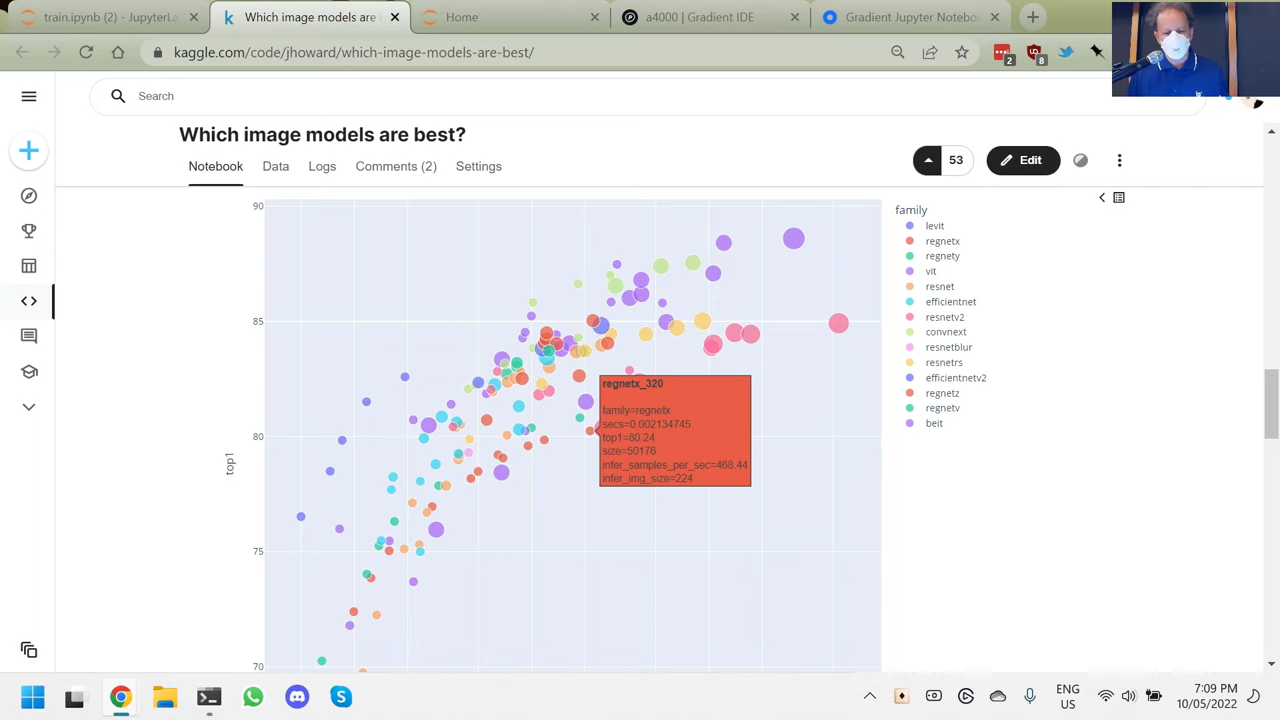 train.ipynb (2) - JupyterLa
Which image models are
Home
a4000 | Gradient IDE
Gradient Jupyter Notebo
kaggle.com/code/jhoward/which-image-models-are-best/
2
8
Search
Which image models are best?
Notebook
Data
Logs
Comments (2)
Settings
53
Edit
90
85
80
75
70
top1
regnetx_320
family=regnetx
secs=0.002134745
top1=80.24
size=50176
infer_samples_per_sec=468.44
infer_img_size=224
family
levit
regnetx
regnety
vit
resnet
efficientnet
resnetv2
convnext
resnetblur
resnetrs
efficientnetv2
regnetz
regnetv
beit
ENG
US
7:09 PM
10/05/2022